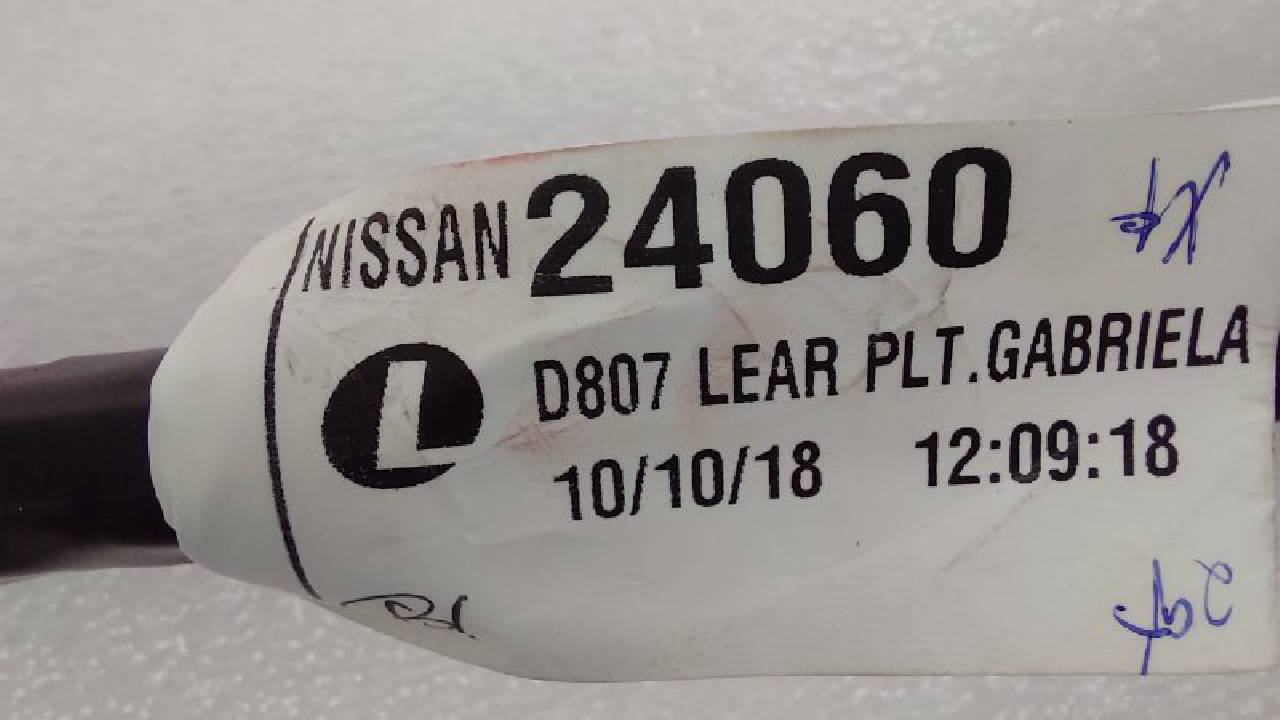 NISSAN 24060
L
D807 LEAR PLT.GABRIELA
10/10/18 12:09:18